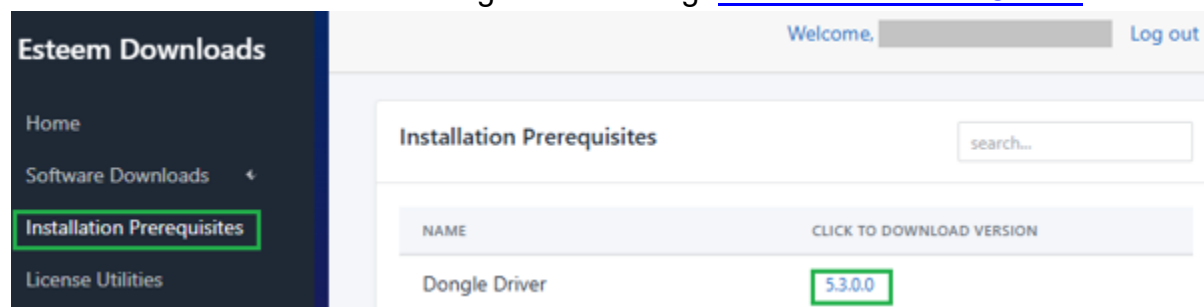 Esteem Downloads
Welcome,
Log out
Home
Software Downloads
Installation Prerequisites
License Utilities
Installation Prerequisites
search...
NAME
CLICK TO DOWNLOAD VERSION
Dongle Driver
5.3.0.0